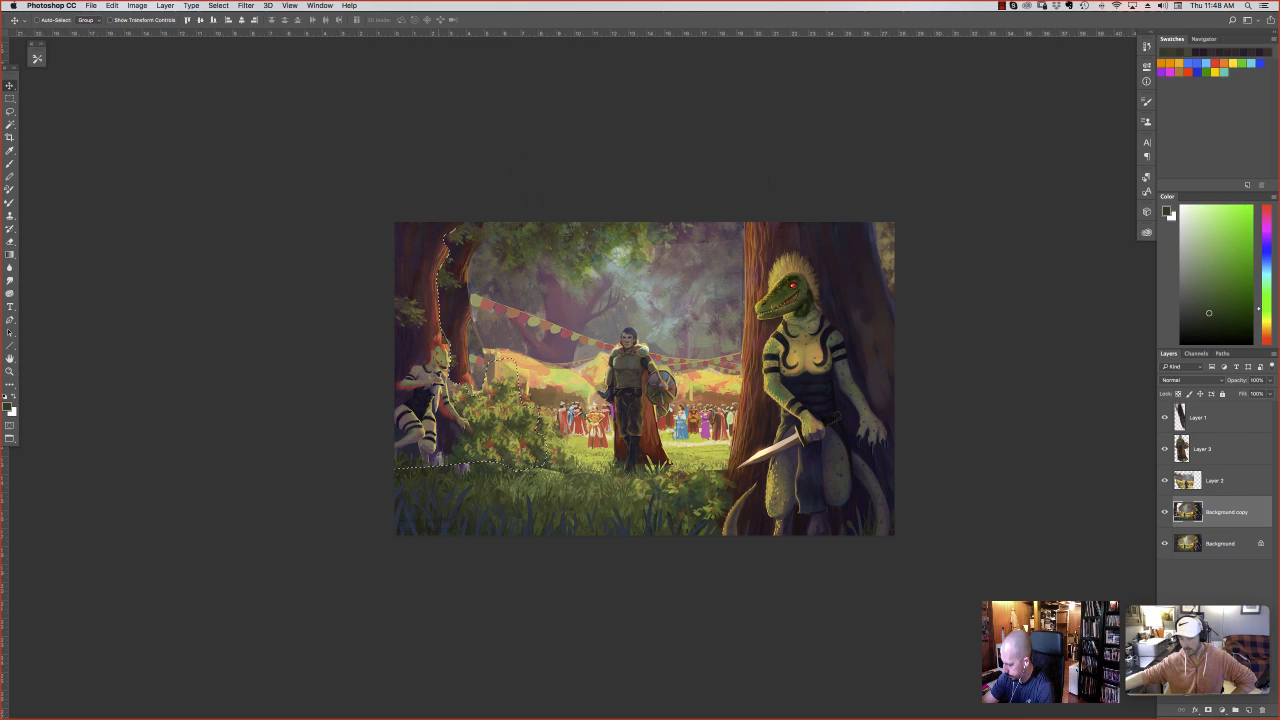 Photoshop CC File Edit Image Layer Type Select Filter 3D View Window Help
Thu 11:48 AM
Auto-Select: Group Show Transform Controls
3D Mode:
Swatches Navigator
Color
Layers Channels Paths
Kind
Normal Opacity: 100%
Lock: Fill: 100%
Layer 1
Layer 3
Layer 2
Background copy
Background